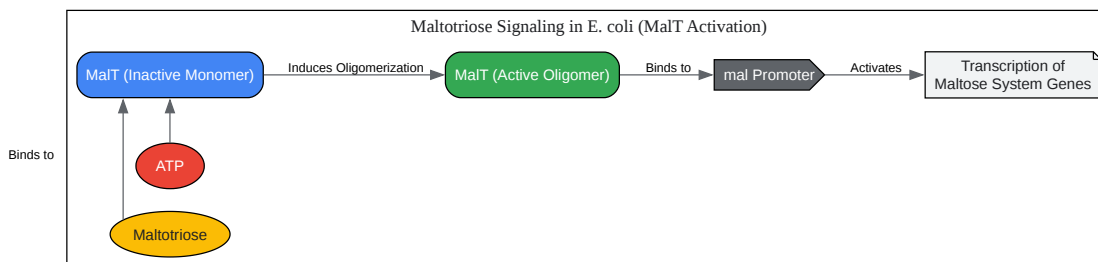 Maltotriose Signaling in E. coli (MalT Activation)
MalT (Inactive Monomer)
Induces Oligomerization
MalT (Active Oligomer)
Binds to
mal Promoter
Activates
Transcription of
Maltose System Genes
Binds to
ATP
Maltotriose